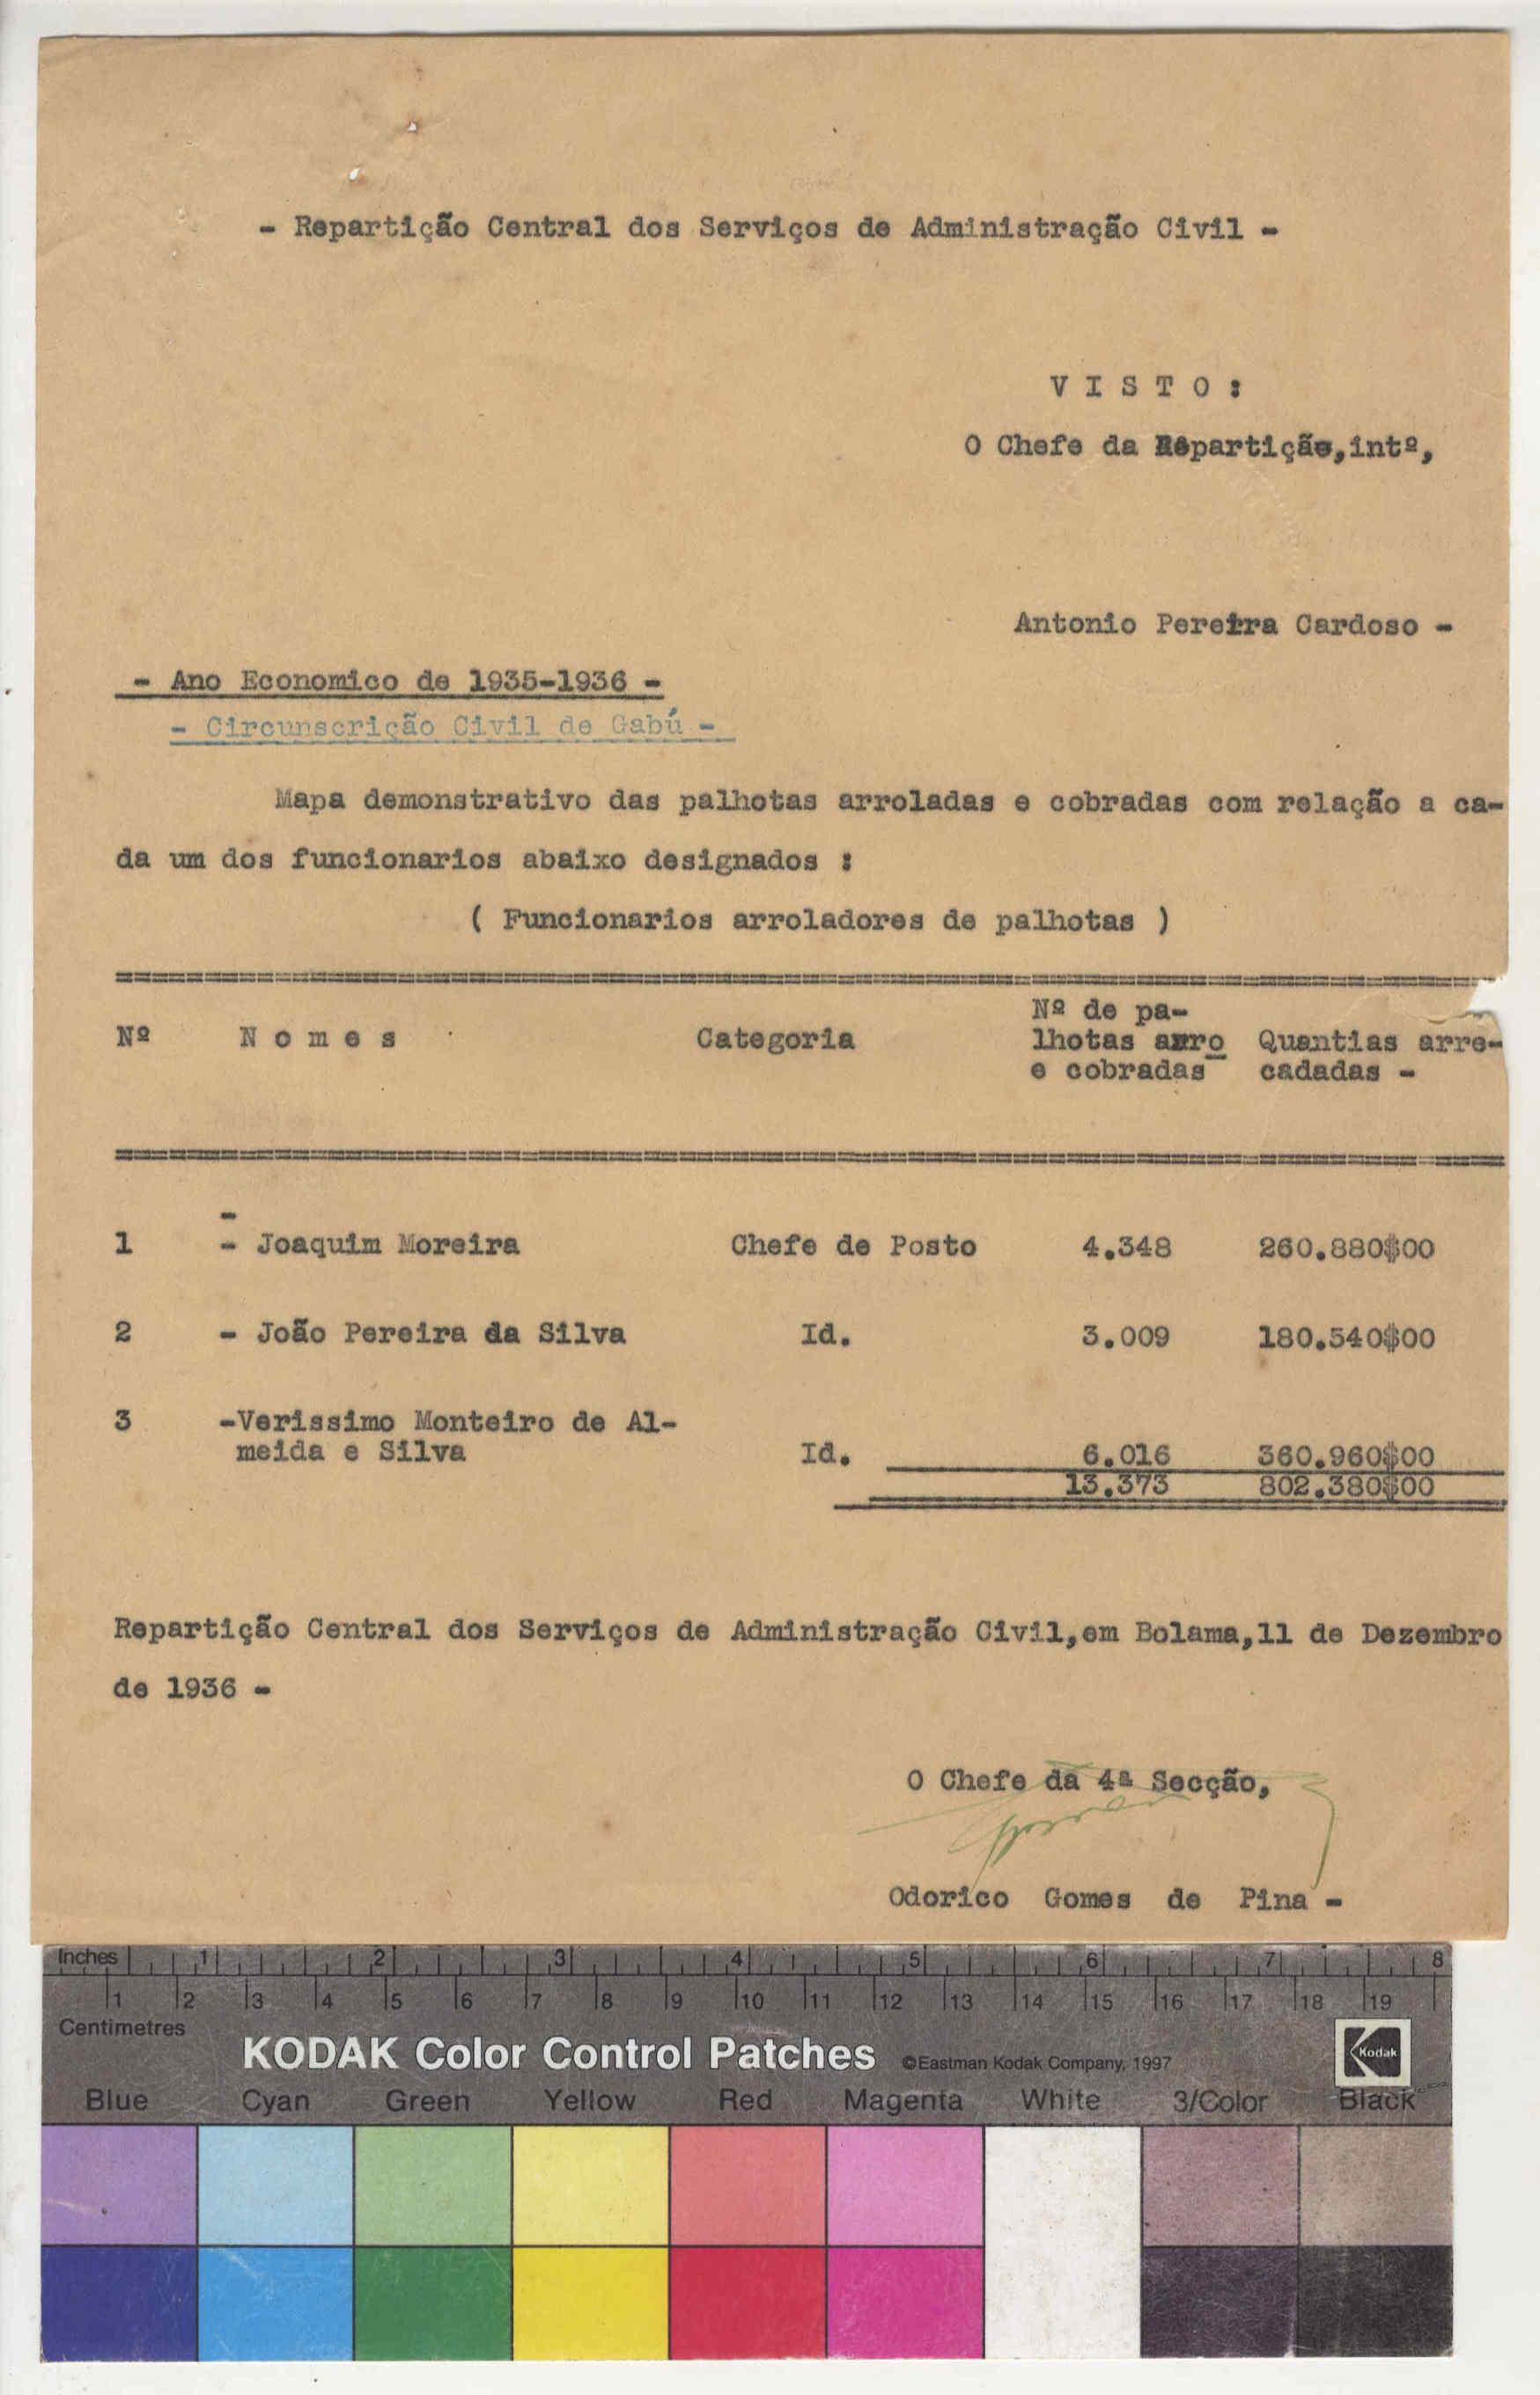 - Repartição Central dos Serviços de Administração Civil -
V I S T O :
O Chefe da Repartição,intº,
Antonio Pereira Cardoso -
- Ano Economico de 1935-1936 -
- Circunscrição Civil de Gabú -
Mapa demonstrativo das palhotas arroladas e cobradas com relação a ca-
da um dos funcionarios abaixo designados :
( Funcionarios arroladores de palhotas )
Nº N o m e s Categoria Nº de pa-
lhotas arro Quantias arre-
e cobradas cadadas -
1 - Joaquim Moreira Chefe de Posto 4.348 260.880$00
2 - João Pereira da Silva Id. 3.009 180.540$00
3 -Verissimo Monteiro de Al-
meida e Silva Id. 6.016 360.960$00
13.373 802.380$00
Repartição Central dos Serviços de Administração Civil,em Bolama,11 de Dezembro
de 1936 -
O Chefe da 4ª Secção,
Odorico Gomes de Pina -
Inches 1 2 3 4 5 6 7 8
1 2 3 4 5 6 7 8 9 10 11 12 13 14 15 16 17 18 19
Centimetres
KODAK Color Control Patches ©Eastman Kodak Company, 1997 Kodak
Blue Cyan Green Yellow Red Magenta White 3/Color Black